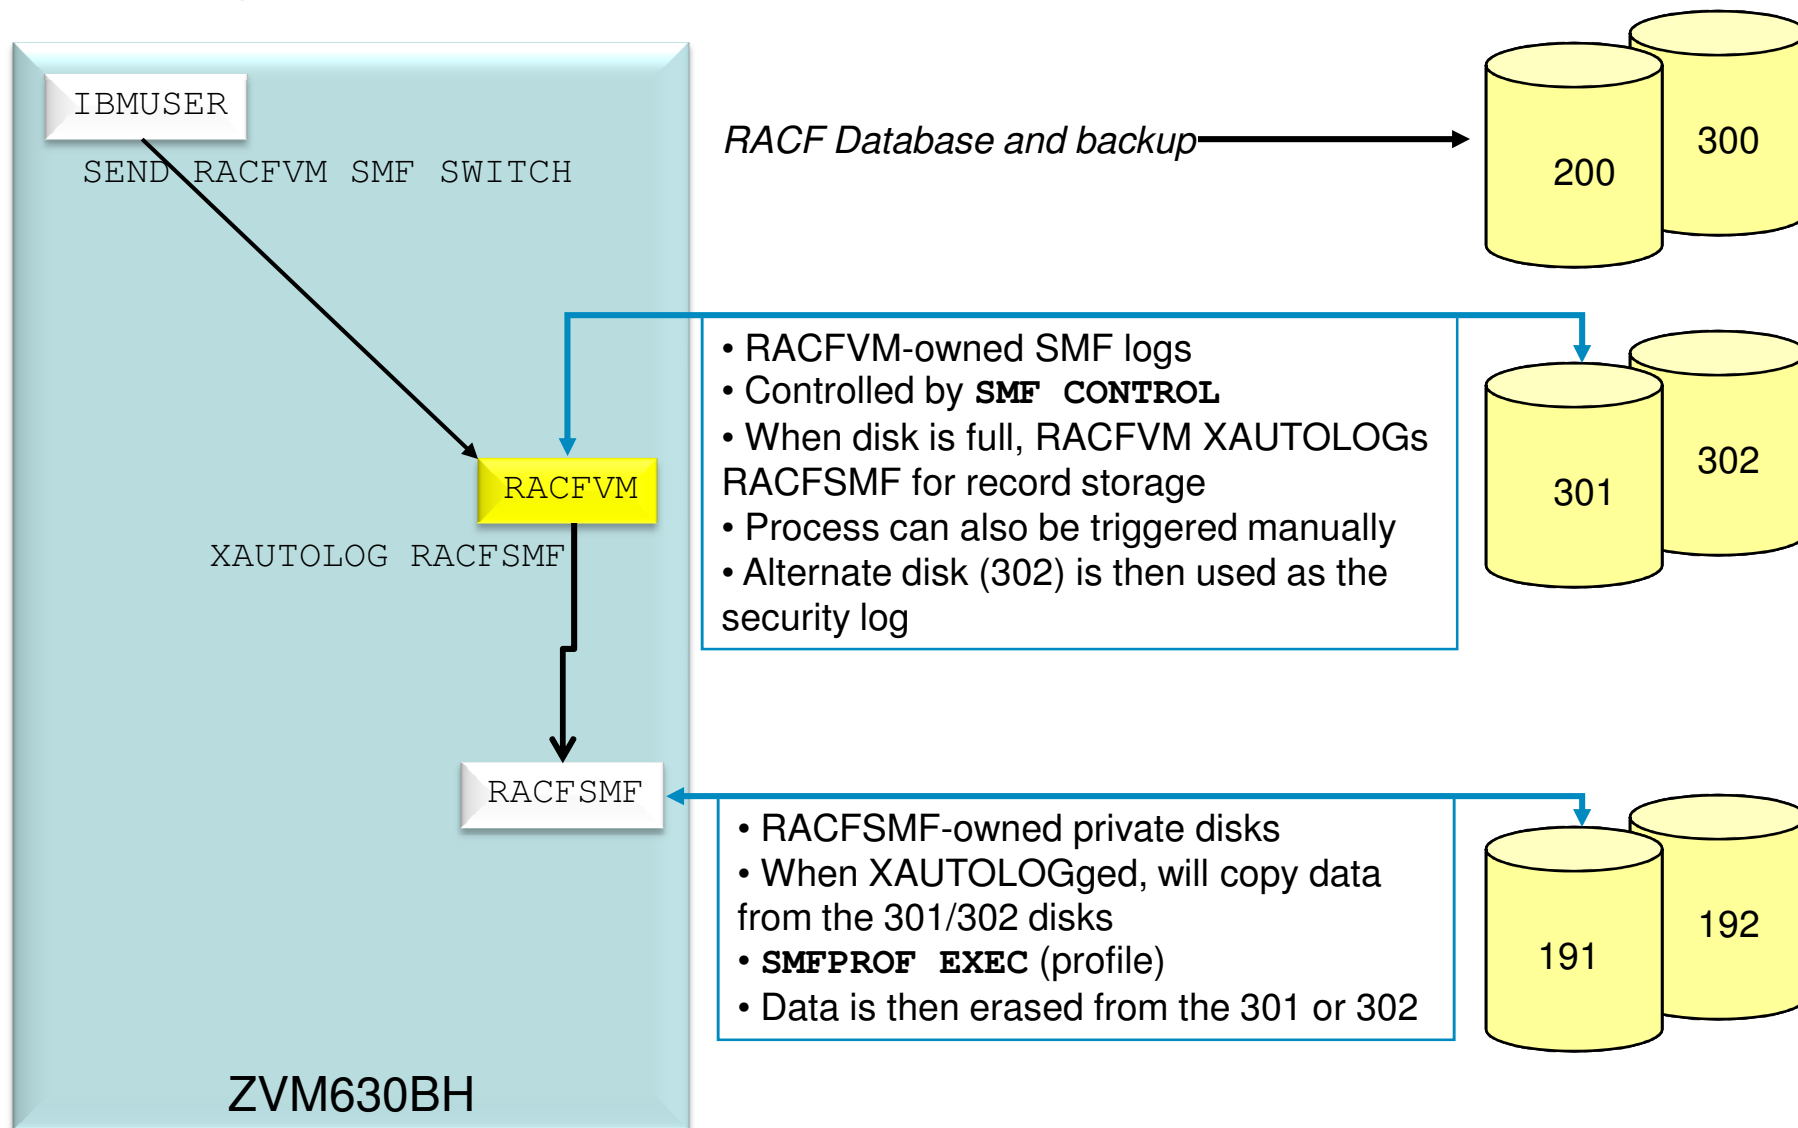 IBMUSER
SEND RACFVM SMF SWITCH
RACFVM
XAUTOLOG RACFSMF
RACFSMF
ZVM630BH
RACF Database and backup
200
300
• RACFVM-owned SMF logs
• Controlled by SMF CONTROL
• When disk is full, RACFVM XAUTOLOGs
RACFSMF for record storage
• Process can also be triggered manually
• Alternate disk (302) is then used as the
security log
301
302
• RACFSMF-owned private disks
• When XAUTOLOGged, will copy data
from the 301/302 disks
• SMFPROF EXEC (profile)
• Data is then erased from the 301 or 302
191
192